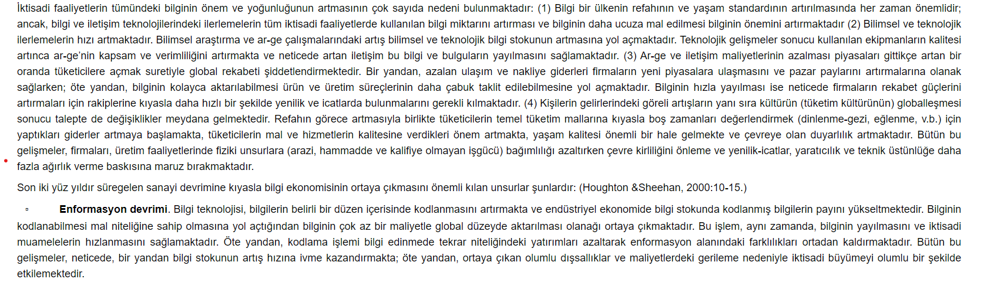 İktisadi faaliyetlerin tümündeki bilginin önem ve yoğunluğunun artmasının çok sayıda nedeni bulunmaktadır: (1) Bilgi bir ülkenin refahının ve yaşam standardının artırılmasında her zaman önemlidir;
ancak, bilgi ve iletişim teknolojilerindeki ilerlemelerin tüm iktisadi faaliyetlerde kullanılan bilgi miktarını artırması ve bilginin daha ucuza mal edilmesi bilginin önemini artırmaktadır (2) Bilimsel ve teknolojik
ilerlemelerin hızı artmaktadır. Bilimsel araştırma ve ar-ge çalışmalarındaki artış bilimsel ve teknolojik bilgi stokunun artmasına yol açmaktadır. Teknolojik gelişmeler sonucu kullanılan ekipmanların kalitesi
artınca ar-ge’nin kapsam ve verimliliğini artırmakta ve neticede artan iletişim bu bilgi ve bulguların yayılmasını sağlamaktadır. (3) Ar-ge ve iletişim maliyetlerinin azalması piyasaları gittikçe artan bir
oranda tüketicilere açmak suretiyle global rekabeti şiddetlendirmektedir. Bir yandan, azalan ulaşım ve nakliye giderleri firmaların yeni piyasalara ulaşmasını ve pazar paylarını artırmalarına olanak
sağlarken; öte yandan, bilginin kolayca aktarılabilmesi ürün ve üretim süreçlerinin daha çabuk taklit edilebilmesine yol açmaktadır. Bilginin hızla yayılması ise neticede firmaların rekabet güçlerini
artırmaları için rakiplerine kıyasla daha hızlı bir şekilde yenilik ve icatlarda bulunmalarını gerekli kılmaktadır. (4) Kişilerin gelirlerindeki göreli artışların yanı sıra kültürün (tüketim kültürünün) globalleşmesi
sonucu talepte de değişiklikler meydana gelmektedir. Refahın görece artmasıyla birlikte tüketicilerin temel tüketim mallarına kıyasla boş zamanları değerlendirmek (dinlenme-gezi, eğlenme, v.b.) için
yaptıkları giderler artmaya başlamakta, tüketicilerin mal ve hizmetlerin kalitesine verdikleri önem artmakta, yaşam kalitesi önemli bir hale gelmekte ve çevreye olan duyarlılık artmaktadır. Bütün bu
gelişmeler, firmaları, üretim faaliyetlerinde fiziki unsurlara (arazi, hammadde ve kalifiye olmayan işgücü) bağımlılığı azaltırken çevre kirliliğini önleme ve yenilik-icatlar, yaratıcılık ve teknik üstünlüğe daha
fazla ağırlık verme baskısına maruz bırakmaktadır.
Son iki yüz yıldır süregelen sanayi devrimine kıyasla bilgi ekonomisinin ortaya çıkmasını önemli kılan unsurlar şunlardır: (Houghton &Sheehan, 2000:10-15.)
▫ Enformasyon devrimi. Bilgi teknolojisi, bilgilerin belirli bir düzen içerisinde kodlanmasını artırmakta ve endüstriyel ekonomide bilgi stokunda kodlanmış bilgilerin payını yükseltmektedir. Bilginin
kodlanabilmesi mal niteliğine sahip olmasına yol açtığından bilginin çok az bir maliyetle global düzeyde aktarılması olanağı ortaya çıkmaktadır. Bu işlem, aynı zamanda, bilginin yayılmasını ve iktisadi
muamelelerin hızlanmasını sağlamaktadır. Öte yandan, kodlama işlemi bilgi edinmede tekrar niteliğindeki yatırımları azaltarak enformasyon alanındaki farklılıkları ortadan kaldırmaktadır. Bütün bu
gelişmeler, neticede, bir yandan bilgi stokunun artış hızına ivme kazandırmakta; öte yandan, ortaya çıkan olumlu dışsallıklar ve maliyetlerdeki gerileme nedeniyle iktisadi büyümeyi olumlu bir şekilde
etkilemektedir.